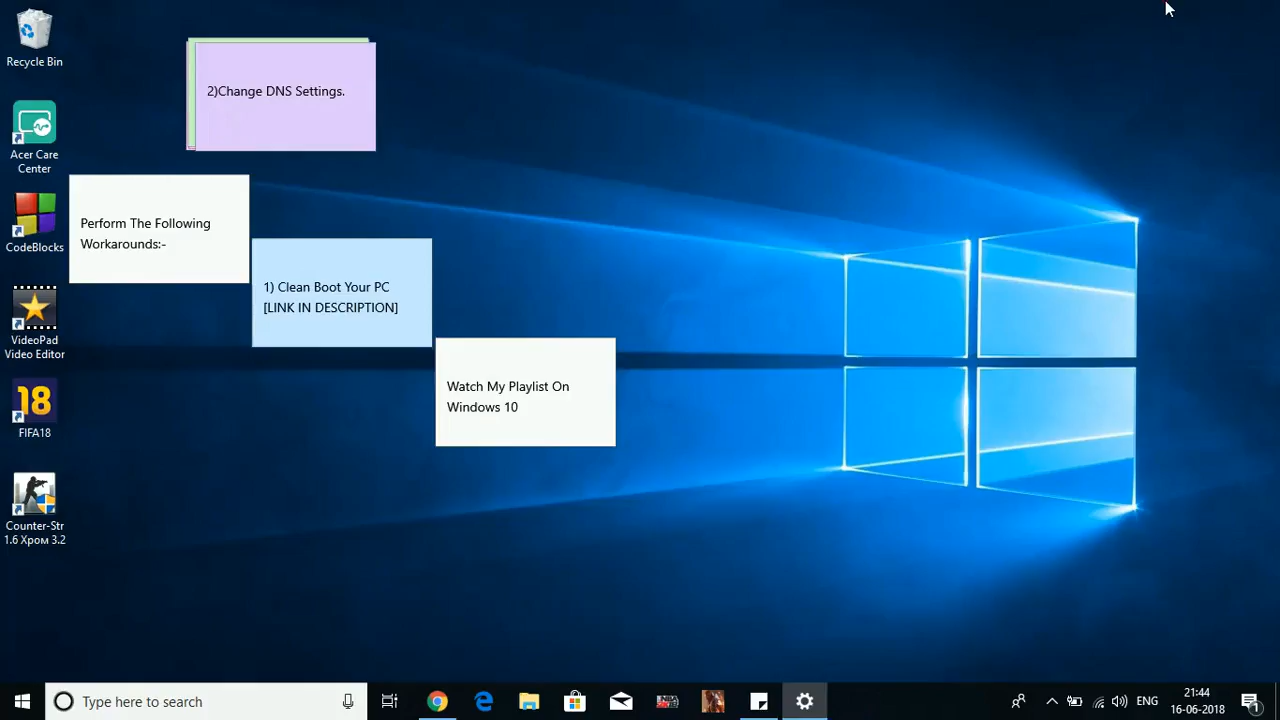 Recycle Bin
Acer Care
Center
CodeBlocks
VideoPad
Video Editor
18
FIFA18
Counter-Str
1.6 Хром 3.2
2)Change DNS Settings.
Perform The Following
Workarounds:-
1) Clean Boot Your PC
[LINK IN DESCRIPTION]
Watch My Playlist On
Windows 10
Type here to search
ENG
21:44
16-06-2018
1